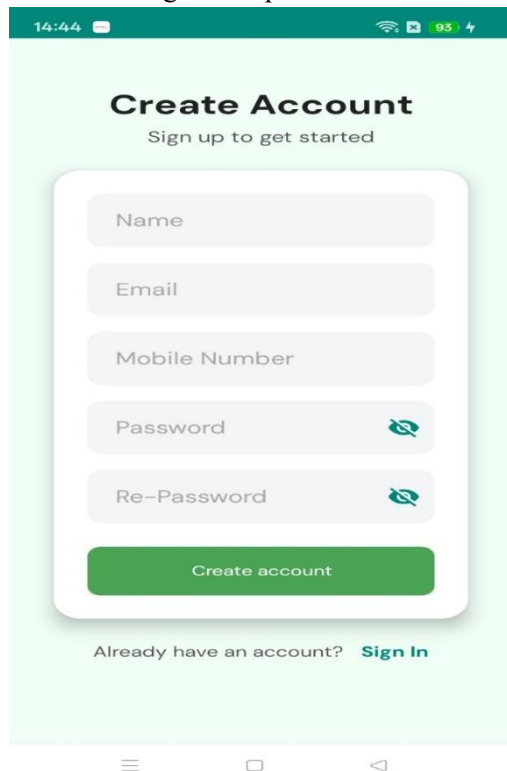 14:44
93
Create Account
Sign up to get started
Name
Email
Mobile Number
Password
Re-Password
Create account
Already have an account? Sign In